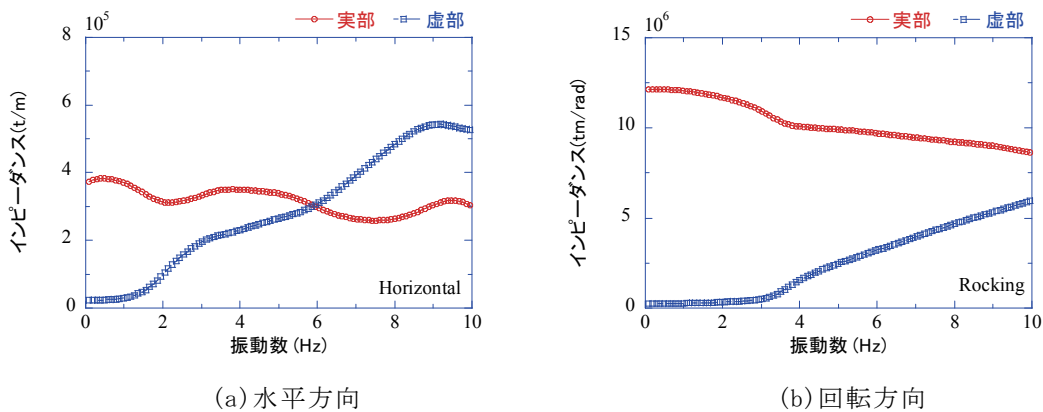 実部 虚部
10⁵
8
6
4
2
0
インピーダンス(t/m)
Horizontal
0 2 4 6 8 10
振動数 (Hz)
(a)水平方向
実部 虚部
10⁶
15
10
5
0
インピーダンス(tm/rad)
Rocking
0 2 4 6 8 10
振動数 (Hz)
(b)回転方向